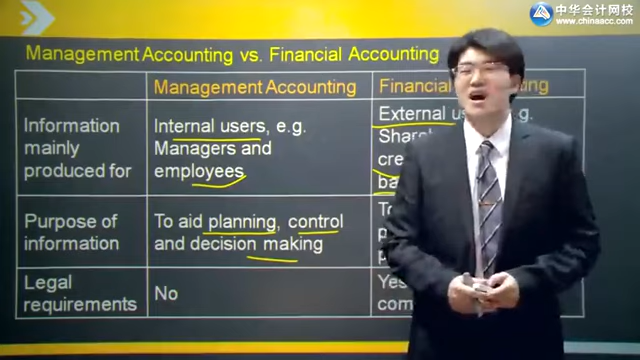 中华会计网校
www.chinaacc.com
Management Accounting vs. Financial Accounting
Management Accounting
Information
mainly
produced for
Internal users, e.g.
Managers and
employees
External
Purpose of
information
To aid planning, control
and decision making
Legal
requirements
No